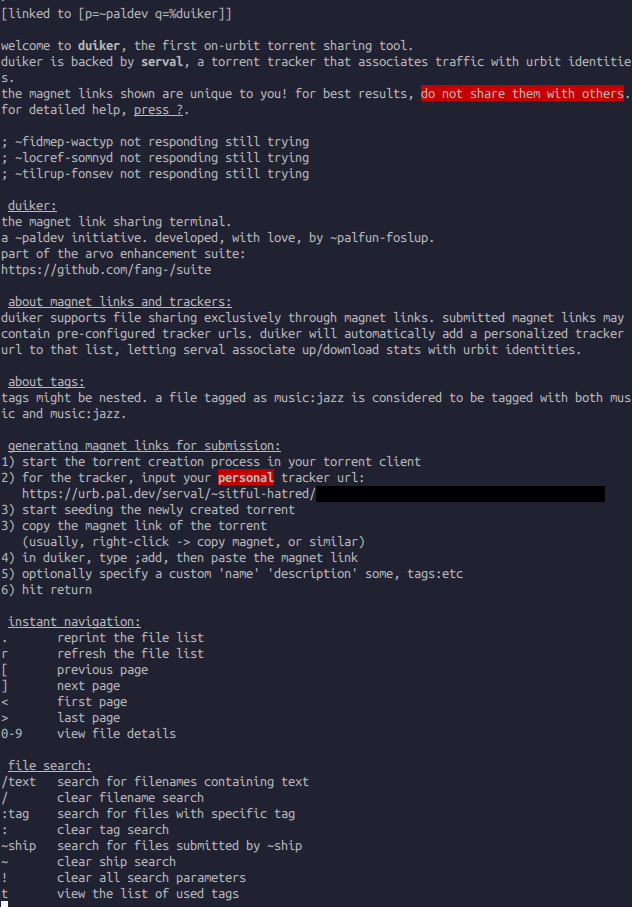 [linked to [p=~paldev q=%duiker]]
welcome to duiker, the first on-urbit torrent sharing tool.
duiker is backed by serval, a torrent tracker that associates traffic with urbit identitie
s.
the magnet links shown are unique to you! for best results, do not share them with others.
for detailed help, press ?.
; ~fidmep-wactyp not responding still trying
; ~locref-somnyd not responding still trying
; ~tilrup-fonsev not responding still trying
duiker:
the magnet link sharing terminal.
a ~paldev initiative. developed, with love, by ~palfun-foslup.
part of the arvo enhancement suite:
https://github.com/fang-/suite
about magnet links and trackers:
duiker supports file sharing exclusively through magnet links. submitted magnet links may
contain pre-configured tracker urls. duiker will automatically add a personalized tracker
url to that list, letting serval associate up/download stats with urbit identities.
about tags:
tags might be nested. a file tagged as music:jazz is considered to be tagged with both mus
ic and music:jazz.
generating magnet links for submission:
1) start the torrent creation process in your torrent client
2) for the tracker, input your personal tracker url:
https://urb.pal.dev/serval/~sitful-hatred/
3) start seeding the newly created torrent
3) copy the magnet link of the torrent
(usually, right-click -> copy magnet, or similar)
4) in duiker, type ;add, then paste the magnet link
5) optionally specify a custom 'name' 'description' some, tags:etc
6) hit return
instant navigation:
. reprint the file list
r refresh the file list
[ previous page
] next page
< first page
> last page
0-9 view file details
file search:
/text search for filenames containing text
/ clear filename search
:tag search for files with specific tag
: clear tag search
~ship search for files submitted by ~ship
~ clear ship search
! clear all search parameters
t view the list of used tags